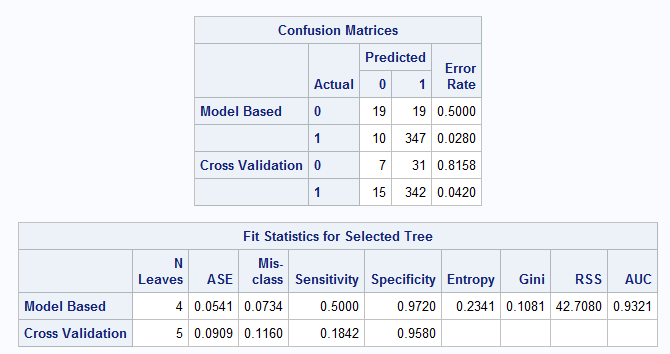 Confusion Matrices
Actual Predicted Error Rate
0 1
Model Based 0 19 19 0.5000
1 10 347 0.0280
Cross Validation 0 7 31 0.8158
1 15 342 0.0420
Fit Statistics for Selected Tree
N Leaves ASE Mis-class Sensitivity Specificity Entropy Gini RSS AUC
Model Based 4 0.0541 0.0734 0.5000 0.9720 0.2341 0.1081 42.7080 0.9321
Cross Validation 5 0.0909 0.1160 0.1842 0.9580